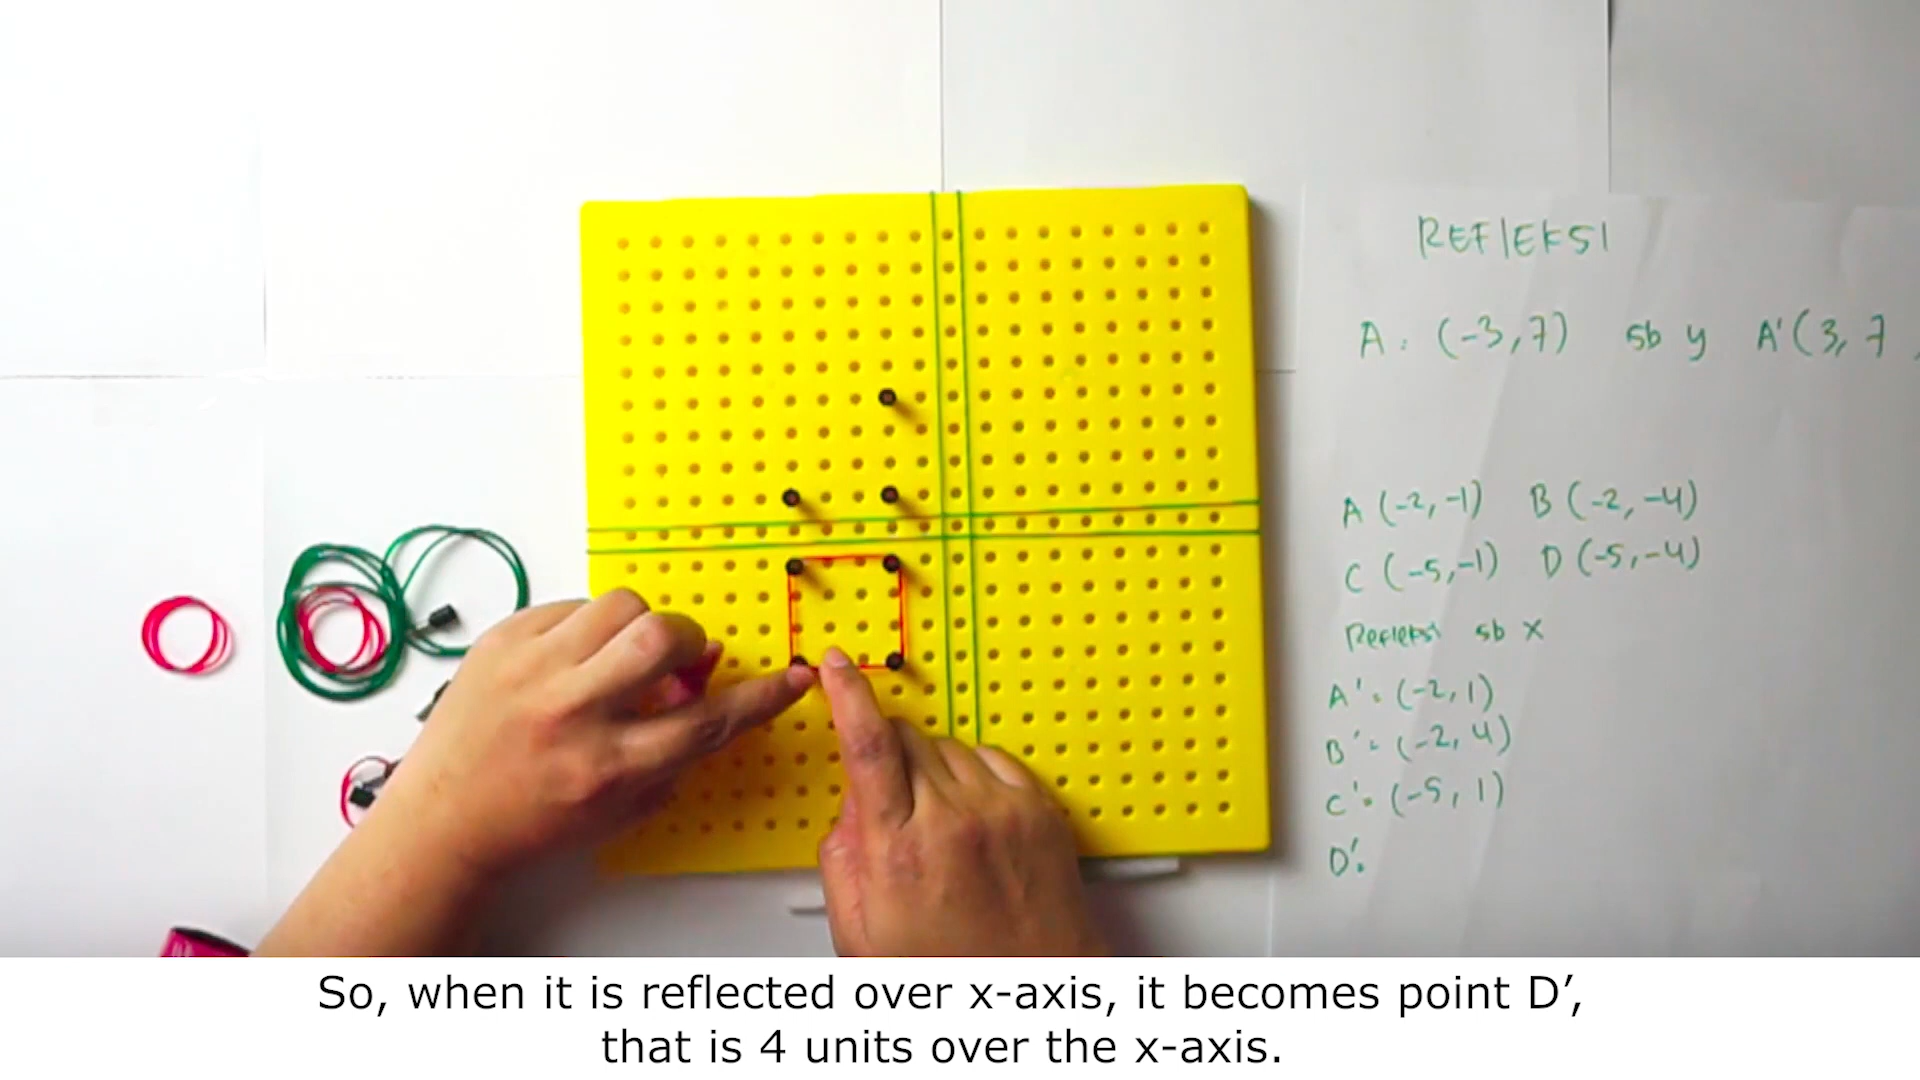 REFLEKSI
A : (-3,7) sb y A'(3,7
A (-2,-1) B (-2,-4)
C (-5,-1) D (-5,-4)
Refleksi sb x
A' = (-2,1)
B' = (-2,4)
C' = (-5,1)
D' =
So, when it is reflected over x-axis, it becomes point D’,
that is 4 units over the x-axis.